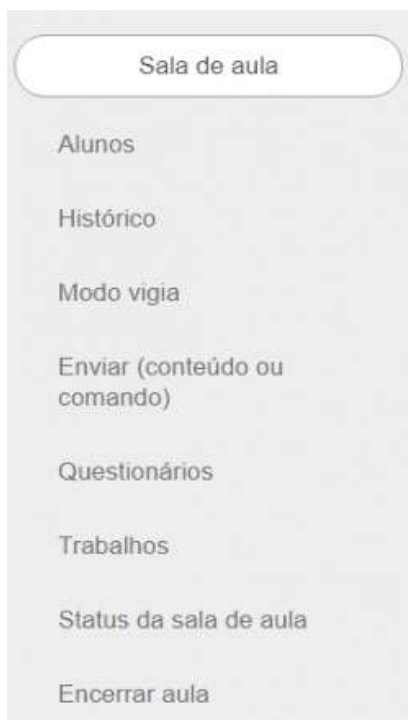 Sala de aula
Alunos
Histórico
Modo vigia
Enviar (conteúdo ou
comando)
Questionários
Trabalhos
Status da sala de aula
Encerrar aula